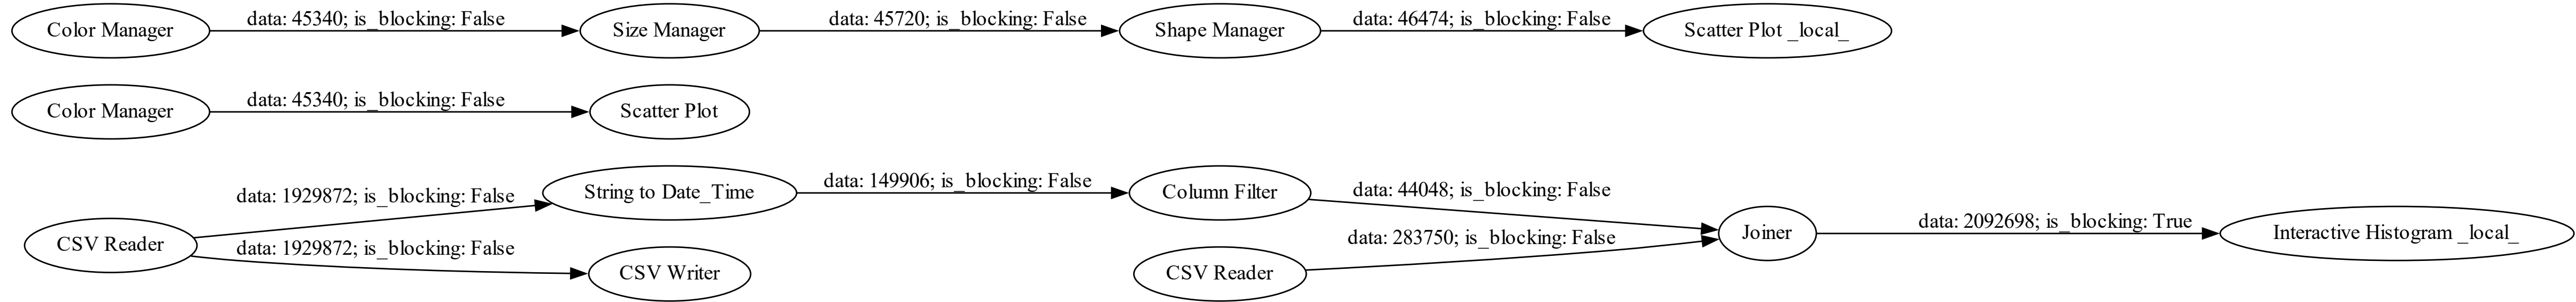 Color Manager
data: 45340; is_blocking: False
Size Manager
data: 45720; is_blocking: False
Shape Manager
data: 46474; is_blocking: False
Scatter Plot _local_
Color Manager
data: 45340; is_blocking: False
Scatter Plot
CSV Reader
data: 1929872; is_blocking: False
String to Date_Time
data: 149906; is_blocking: False
Column Filter
data: 44048; is_blocking: False
data: 1929872; is_blocking: False
CSV Writer
CSV Reader
data: 283750; is_blocking: False
Joiner
data: 2092698; is_blocking: True
Interactive Histogram _local_